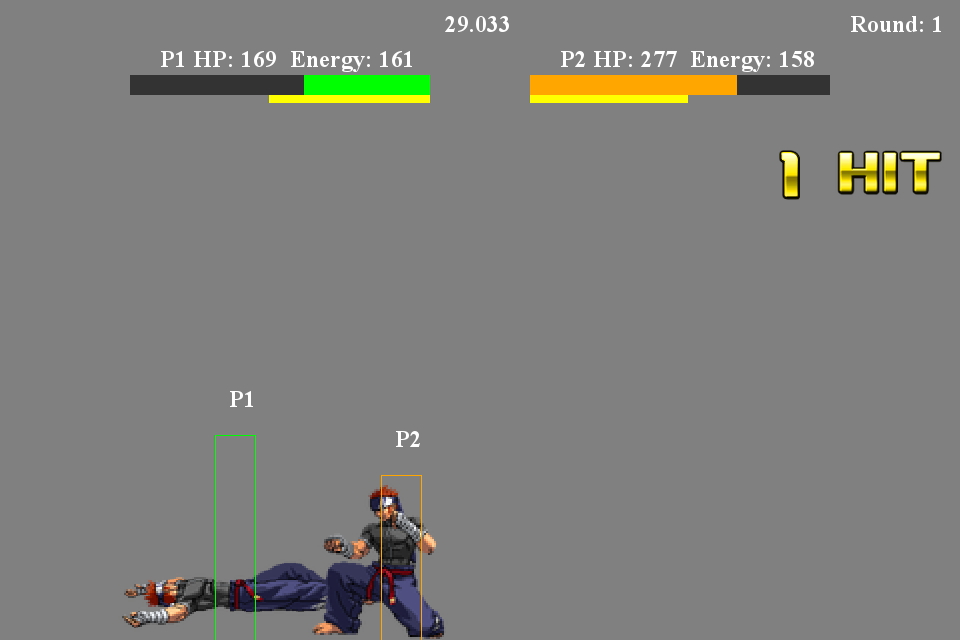 29.033
Round: 1
P1 HP: 169 Energy: 161
P2 HP: 277 Energy: 158
1 HIT
P1
P2